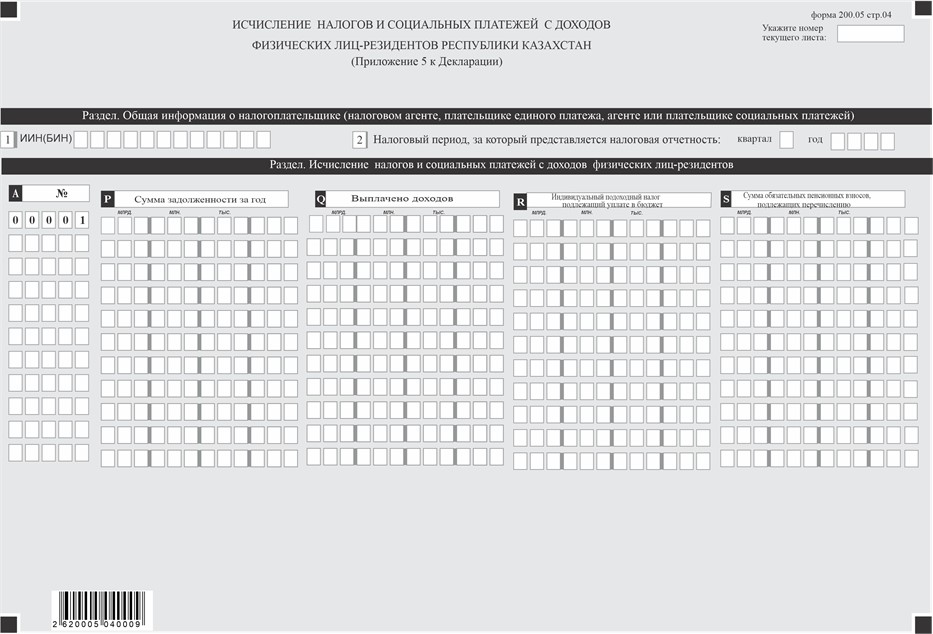 форма 200.05 стр.04
ИСЧИСЛЕНИЕ НАЛОГОВ И СОЦИАЛЬНЫХ ПЛАТЕЖЕЙ С ДОХОДОВ
ФИЗИЧЕСКИХ ЛИЦ-РЕЗИДЕНТОВ РЕСПУБЛИКИ КАЗАХСТАН
(Приложение 5 к Декларации)
Укажите номер
текущего листа:
Раздел. Общая информация о налогоплательщике (налоговом агенте, плательщике единого платежа, агенте или плательщике социальных платежей)
1 ИИН(БИН)
2 Налоговый период, за который представляется налоговая отчетность: квартал год
Раздел. Исчисление налогов и социальных платежей с доходов физических лиц-резидентов
A №
P Сумма задолженности за год
Q Выплачено доходов
R Индивидуальный подоходный налог
подлежащий уплате в бюджет
S Сумма обязательных пенсионных взносов,
подлежащих перечислению
МЛРД. МЛН. ТЫС. МЛРД. МЛН. ТЫС. МЛРД. МЛН. ТЫС. МЛРД. МЛН. ТЫС.
0 0 0 0 1
2 620005 040009